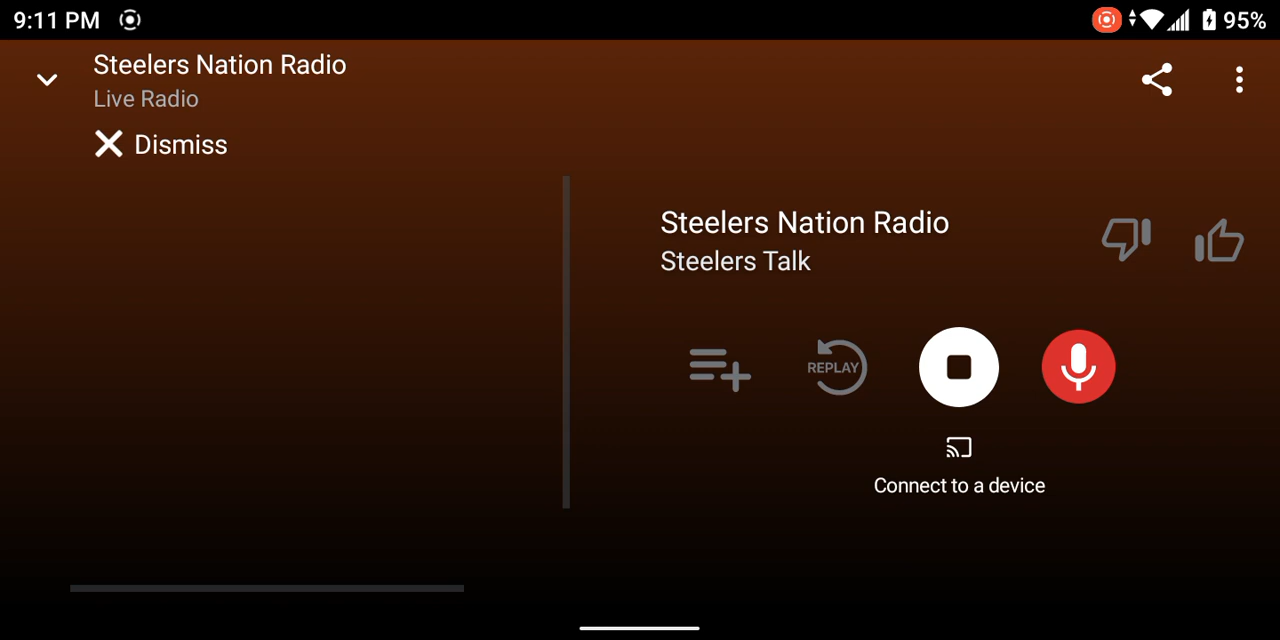 9:11 PM
95%
Steelers Nation Radio
Live Radio
Dismiss
Steelers Nation Radio
Steelers Talk
REPLAY
Connect to a device